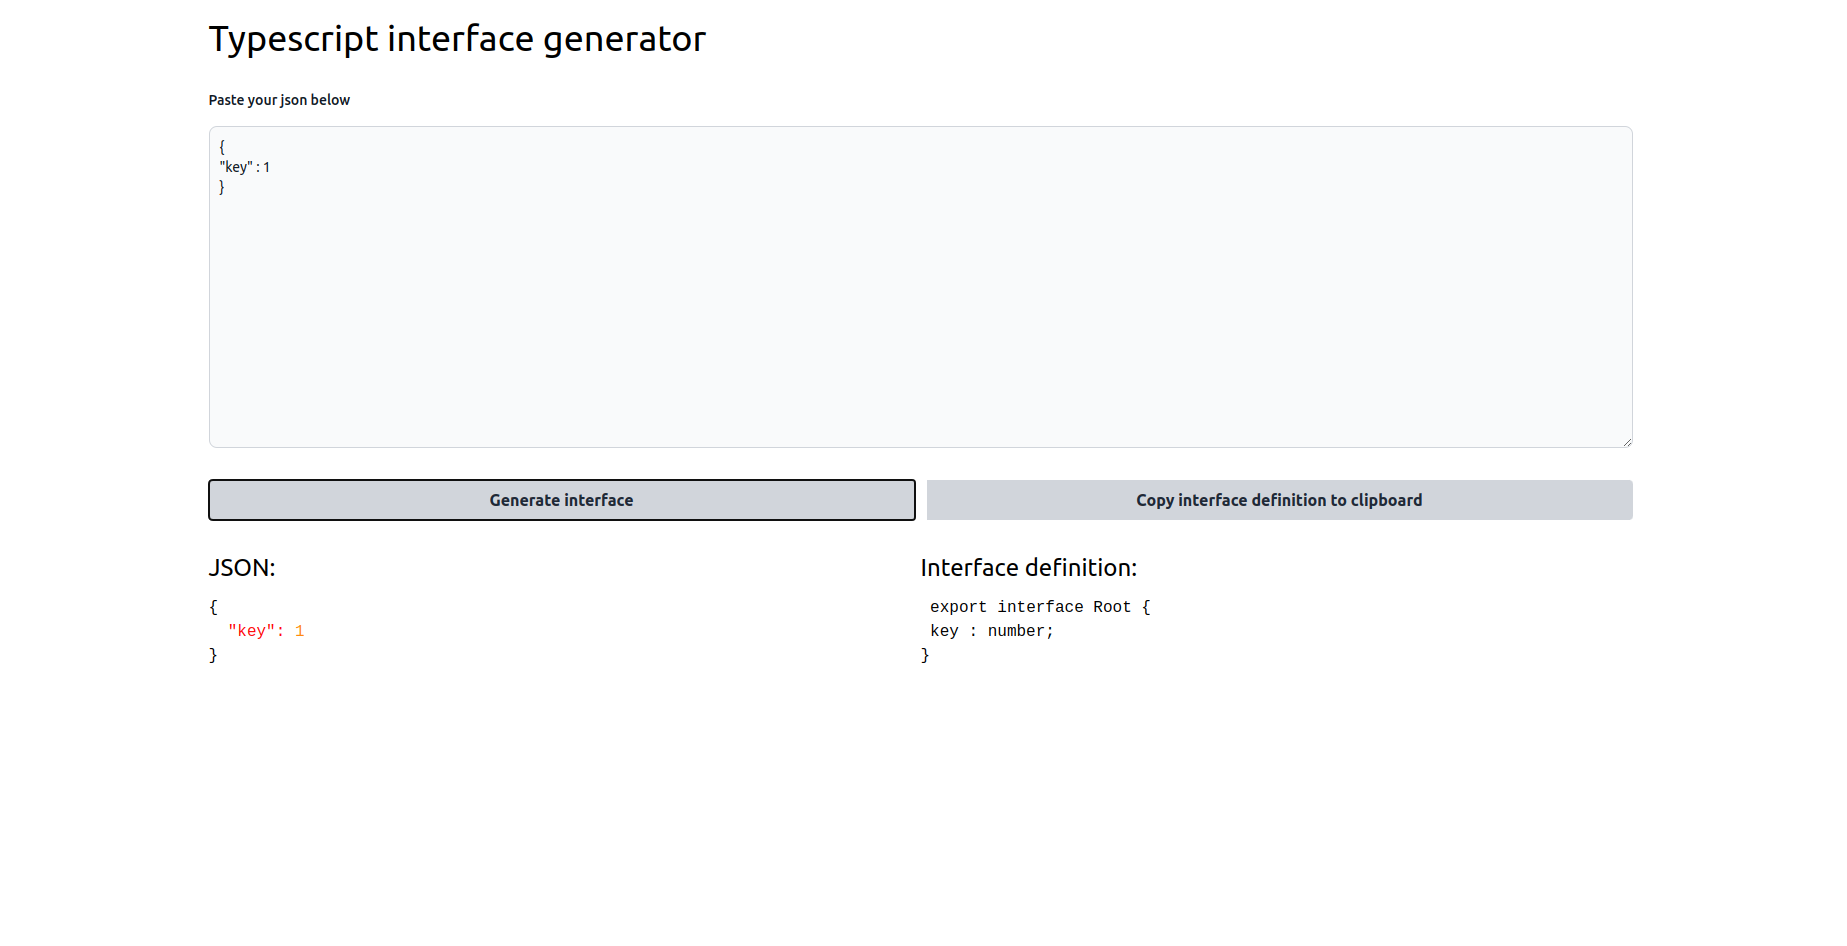 Typescript interface generator
Paste your json below
{
"key" : 1
}
Generate interface
Copy interface definition to clipboard
JSON:
{
"key": 1
}
Interface definition:
export interface Root {
key : number;
}